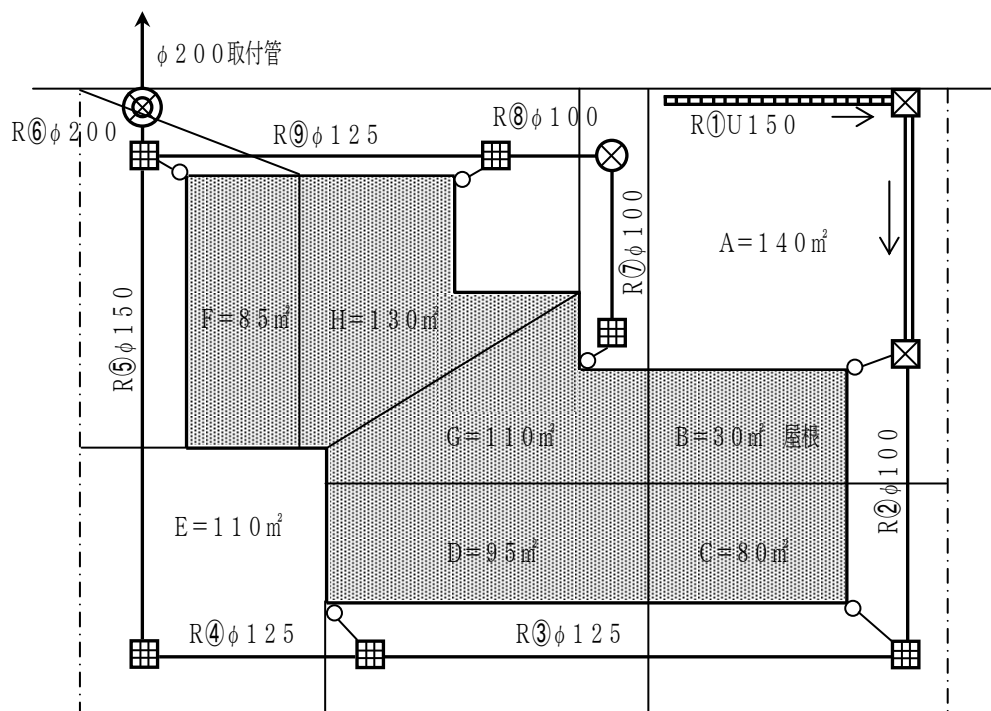 φ200取付管
R⑥φ200
R⑨φ125
R⑧φ100
R①U150
A=140㎡
R⑦φ100
R⑤φ150
F=85㎡
H=130㎡
G=110㎡
B=30㎡ 屋根
R②φ100
E=110㎡
D=95㎡
C=80㎡
R④φ125
R③φ125